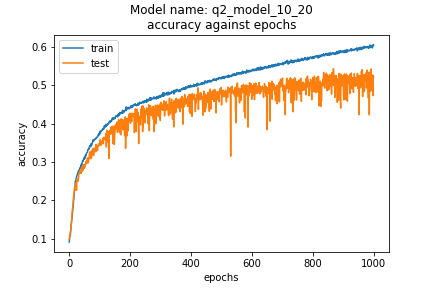 Model name: q2_model_10_20
accuracy against epochs
train
test
accuracy
0.6
0.5
0.4
0.3
0.2
0.1
0
200
400
600
800
1000
epochs